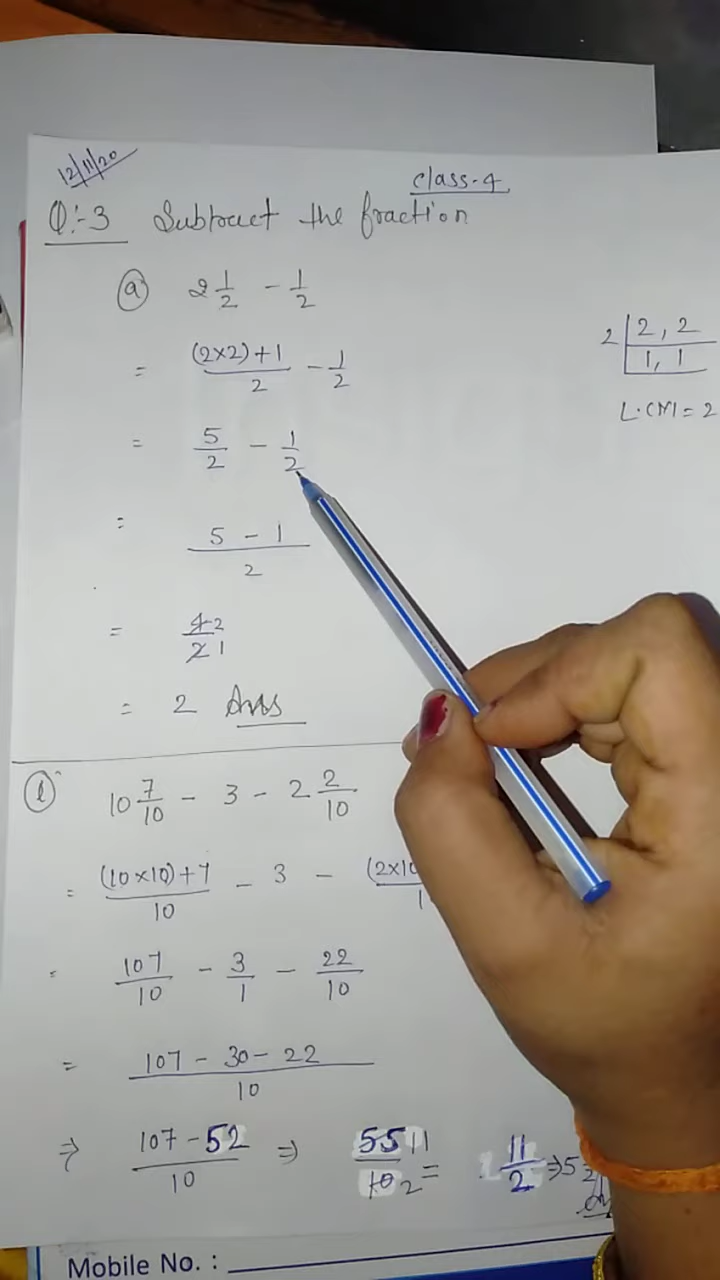 12/11/20
Class-4
Q:-3 Subtract the fraction
(a) 2 1/2 - 1/2
= (2×2)+1/2 - 1/2
2 | 2, 2
1, 1
L.CM = 2
= 5/2 - 1/2
= 5 - 1/2
= 4 2/2 1
= 2 Ans
(l) 10 7/10 - 3 - 2 2/10
= (10×10)+7/10 - 3 - (2×10
= 107/10 - 3/1 - 22/10
= 107 - 30 - 22/10
⇒ 107 - 52/10 ⇒ 55 11/10 2 = 11/2 ⇒ 5
Mobile No. :